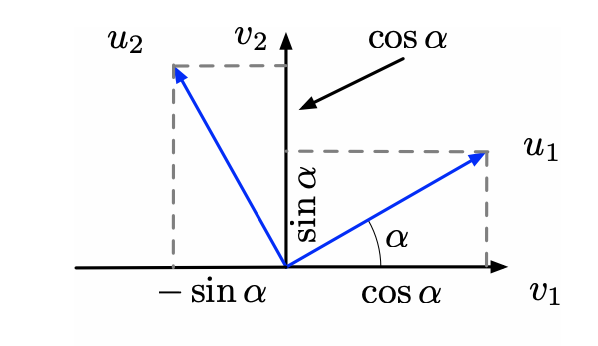 u₂
v₂
cos α
u₁
sin α
α
− sin α
cos α
v₁